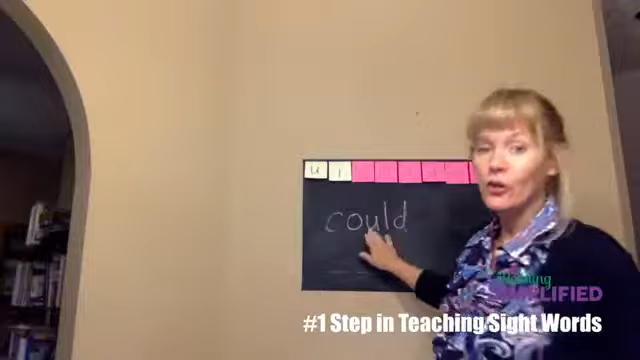 u
could
Reading
SIMPLIFIED
#1 Step in Teaching Sight Words